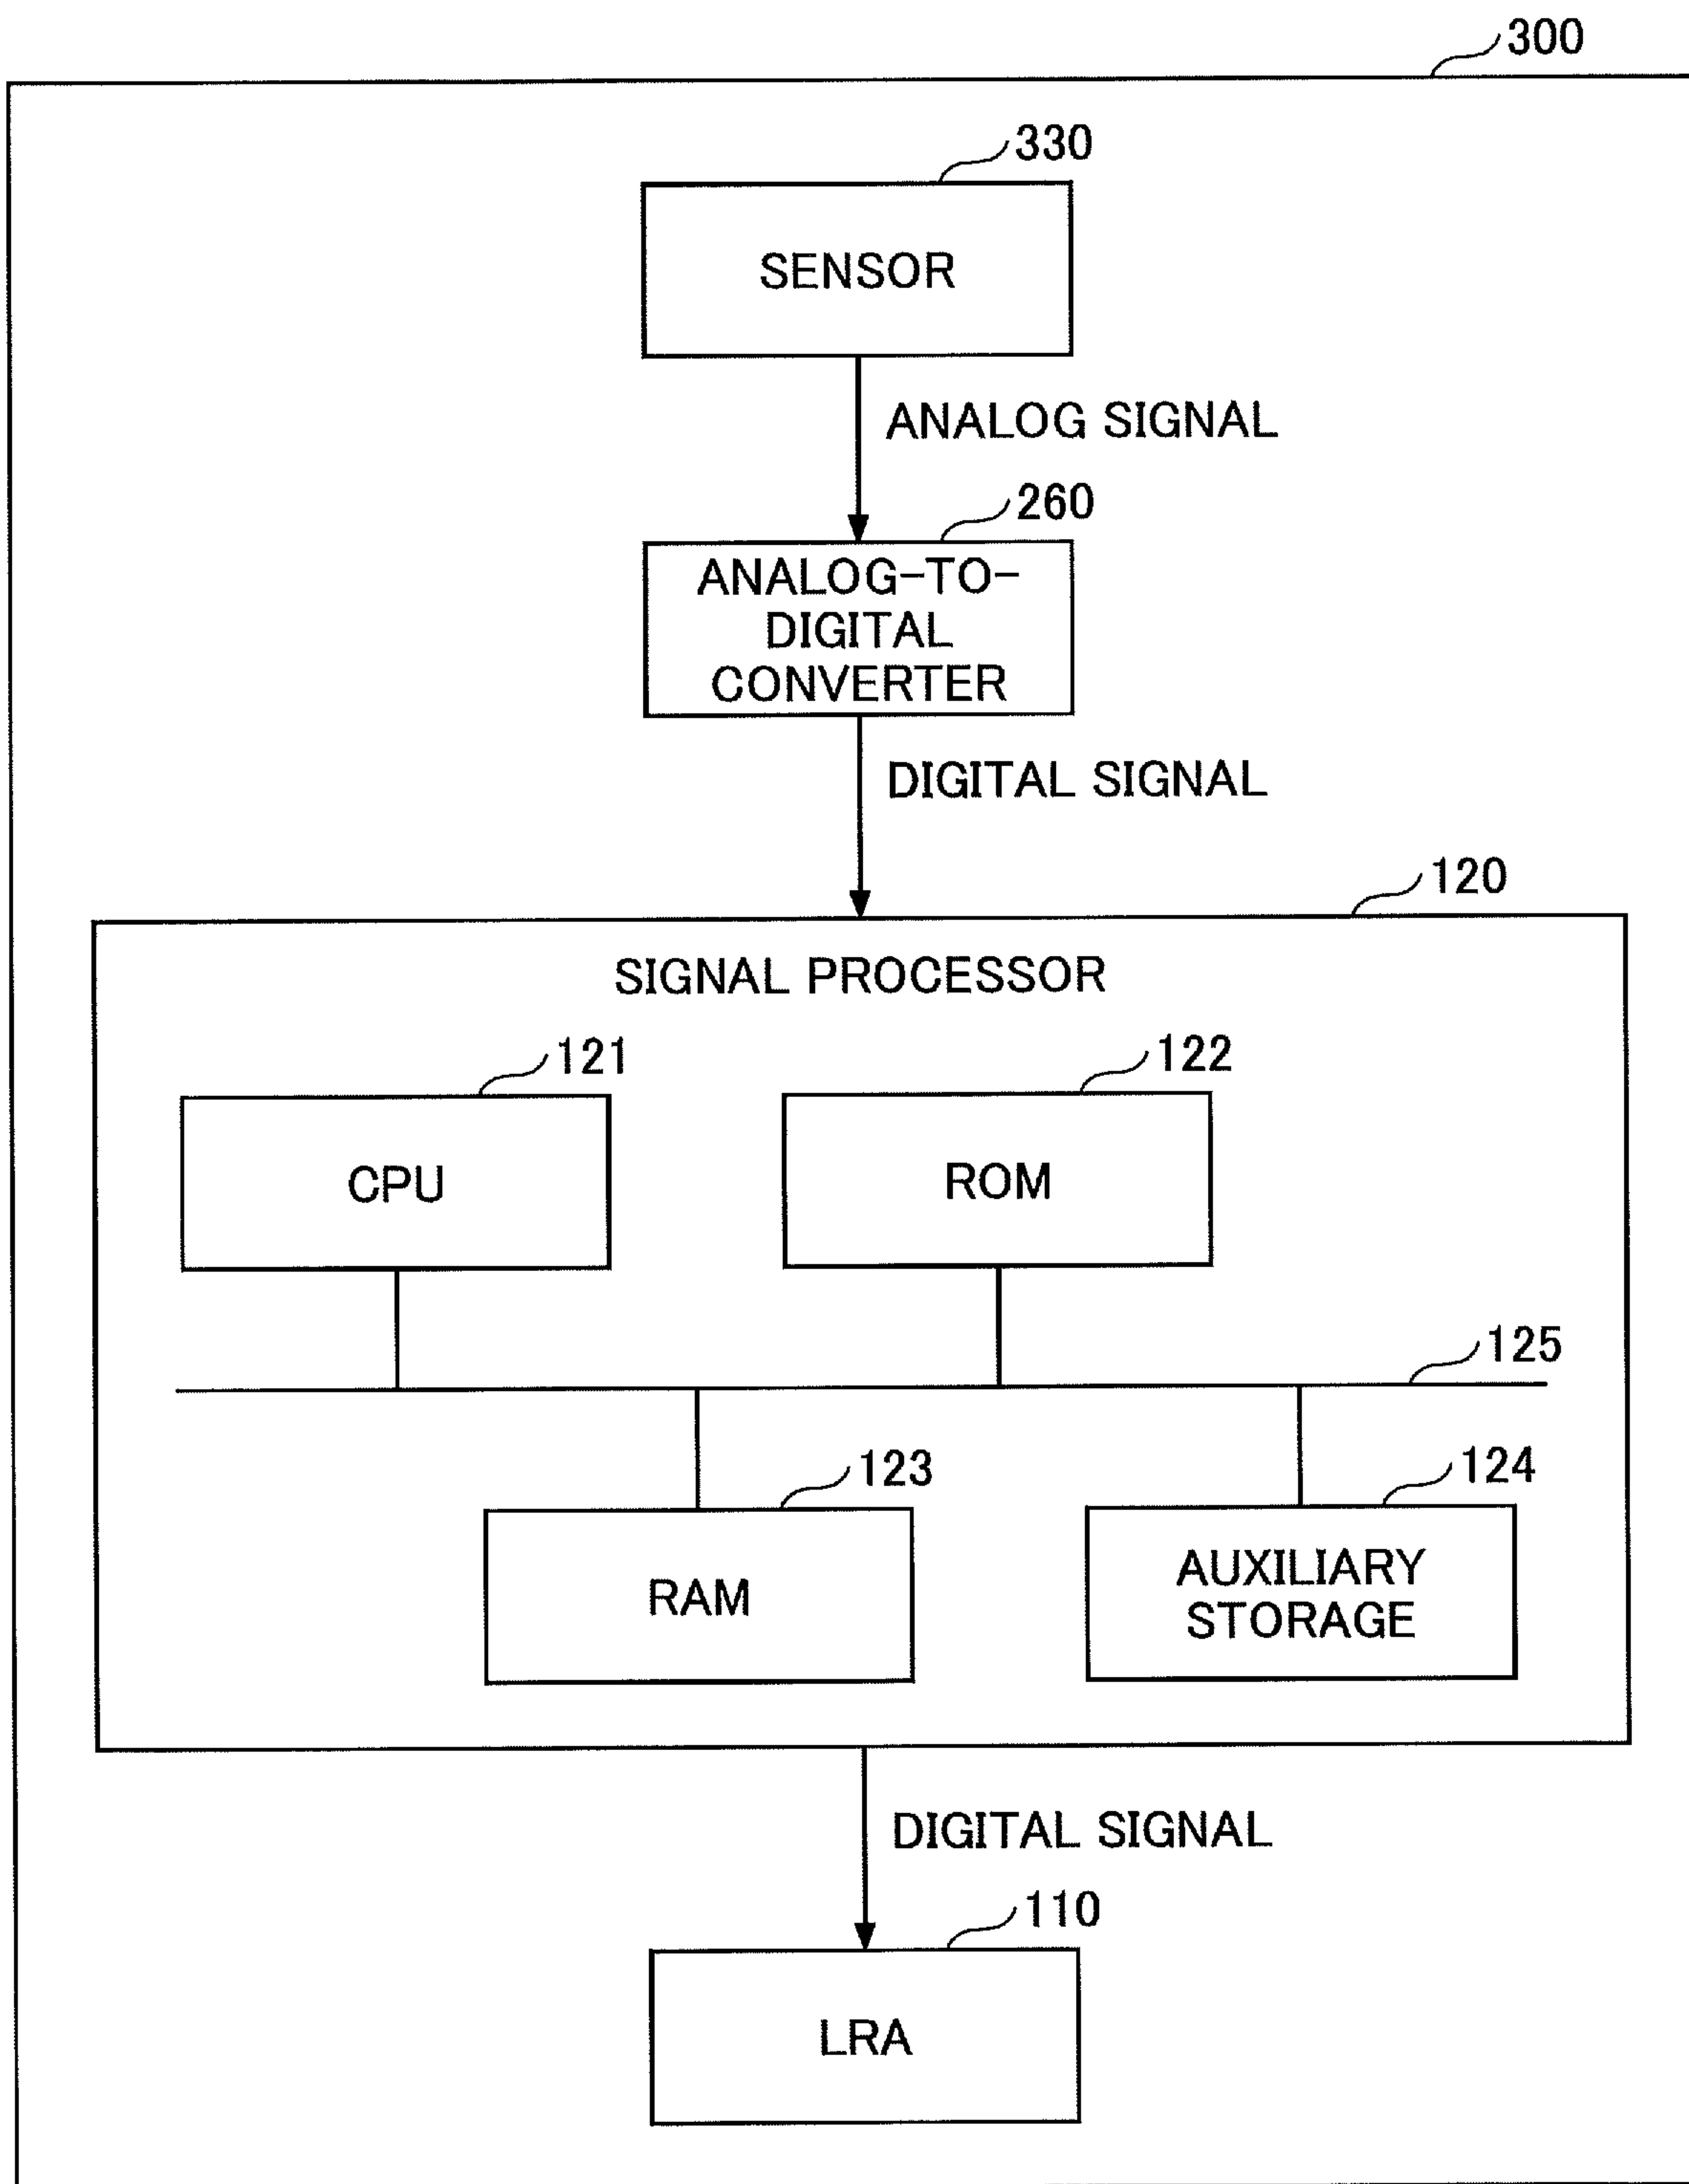 300
330
SENSOR
ANALOG SIGNAL
260
ANALOG-TO-
DIGITAL
CONVERTER
DIGITAL SIGNAL
120
SIGNAL PROCESSOR
121
122
CPU
ROM
125
123
124
RAM
AUXILIARY
STORAGE
DIGITAL SIGNAL
110
LRA